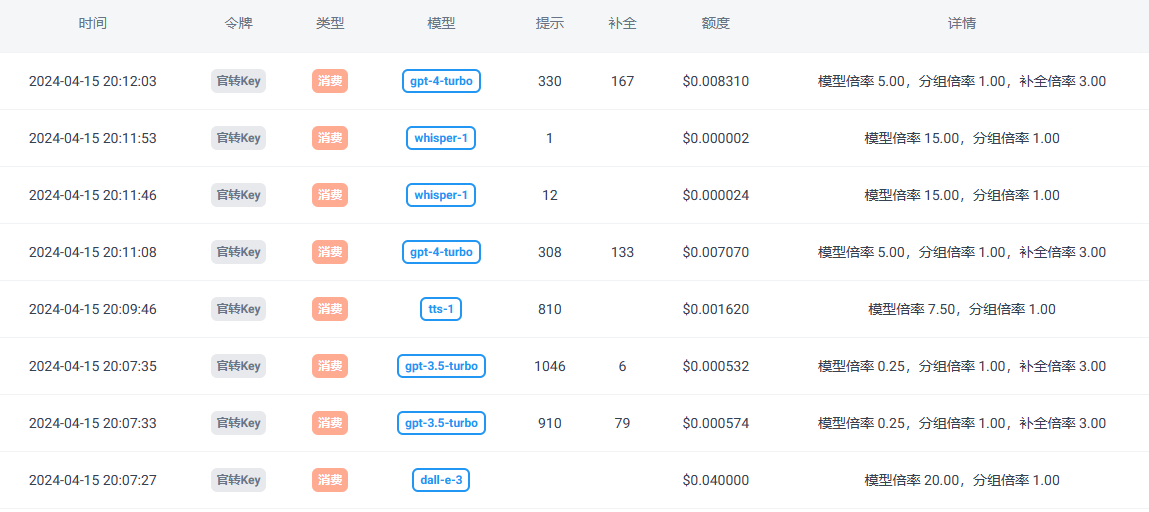 时间 令牌 类型 模型 提示 补全 额度 详情
2024-04-15 20:12:03 官转Key 消费 gpt-4-turbo 330 167 $0.008310 模型倍率 5.00，分组倍率 1.00，补全倍率 3.00
2024-04-15 20:11:53 官转Key 消费 whisper-1 1 $0.000002 模型倍率 15.00，分组倍率 1.00
2024-04-15 20:11:46 官转Key 消费 whisper-1 12 $0.000024 模型倍率 15.00，分组倍率 1.00
2024-04-15 20:11:08 官转Key 消费 gpt-4-turbo 308 133 $0.007070 模型倍率 5.00，分组倍率 1.00，补全倍率 3.00
2024-04-15 20:09:46 官转Key 消费 tts-1 810 $0.001620 模型倍率 7.50，分组倍率 1.00
2024-04-15 20:07:35 官转Key 消费 gpt-3.5-turbo 1046 6 $0.000532 模型倍率 0.25，分组倍率 1.00，补全倍率 3.00
2024-04-15 20:07:33 官转Key 消费 gpt-3.5-turbo 910 79 $0.000574 模型倍率 0.25，分组倍率 1.00，补全倍率 3.00
2024-04-15 20:07:27 官转Key 消费 dall-e-3 $0.040000 模型倍率 20.00，分组倍率 1.00